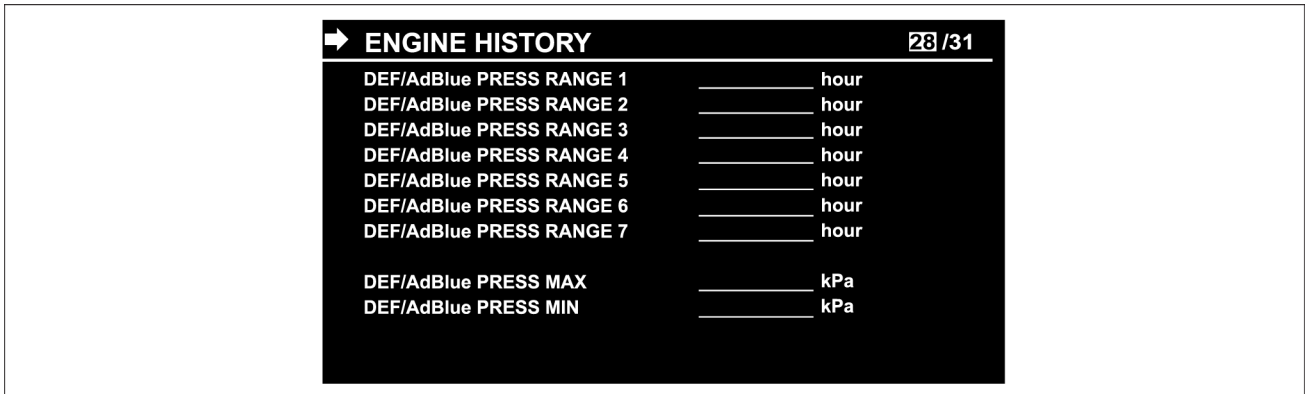 ENGINE HISTORY 28 /31
DEF/AdBlue PRESS RANGE 1 hour
DEF/AdBlue PRESS RANGE 2 hour
DEF/AdBlue PRESS RANGE 3 hour
DEF/AdBlue PRESS RANGE 4 hour
DEF/AdBlue PRESS RANGE 5 hour
DEF/AdBlue PRESS RANGE 6 hour
DEF/AdBlue PRESS RANGE 7 hour
DEF/AdBlue PRESS MAX kPa
DEF/AdBlue PRESS MIN kPa